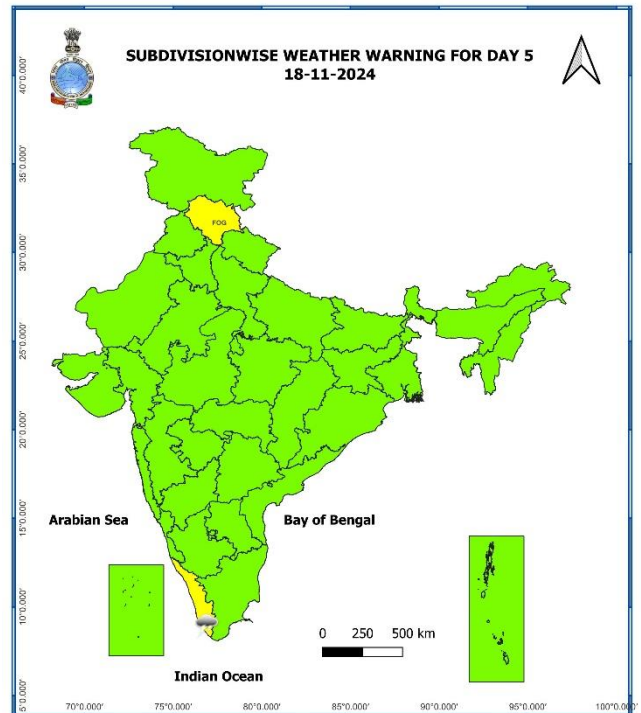 SUBDIVISIONWISE WEATHER WARNING FOR DAY 5
18-11-2024
40°0.000'
35°0.000'
30°0.000'
25°0.000'
20°0.000'
15°0.000'
10°0.000'
5°0.000'
FOG
Arabian Sea
Bay of Bengal
0 250 500 km
Indian Ocean
70°0.000' 75°0.000' 80°0.000' 85°0.000' 90°0.000' 95°0.000' 100°0.000'